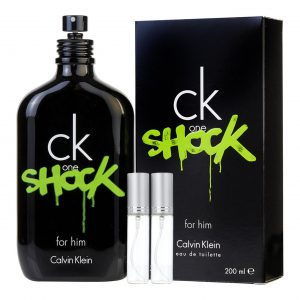 ck
one
SHOCK
for him
Calvin Klein
ck
one
SHOCK
for him
Calvin Klein
eau de toilette
200 ml ℮